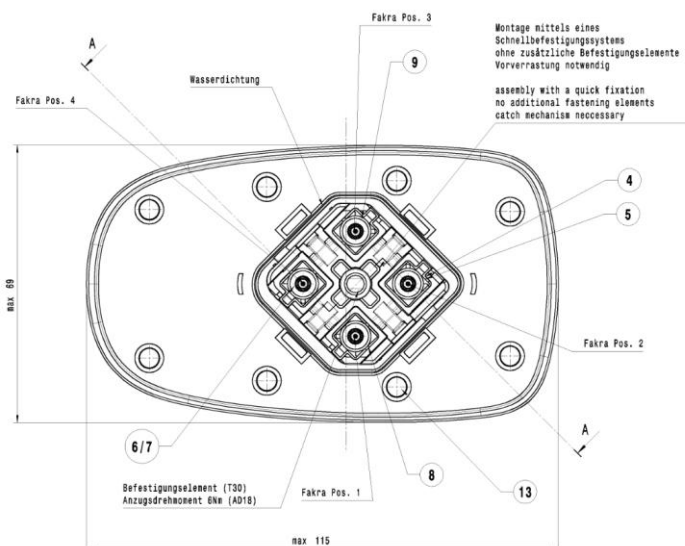 Fakra Pos. 3
A
9
Montage mittels eines
Schnellbefestigungssystems
ohne zusätzliche Befestigungselemente
Vorverrastung notwendig
assembly with a quick fixation
no additional fastening elements
catch mechanism neccessary
Wasserdichtung
Fakra Pos. 4
4
5
max 69
Fakra Pos. 2
A
6/7
8
13
Befestigungselement (T30)
Anzugsdrehmoment 6Nm (AD18)
Fakra Pos. 1
max 115